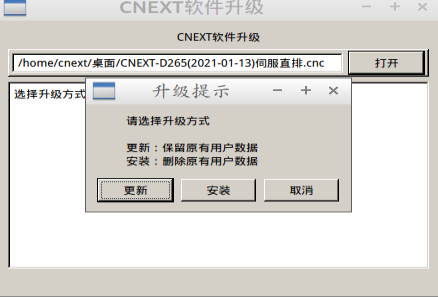 CNEXT软件升级
CNEXT软件升级
/home/cnext/桌面/CNEXT-D265(2021-01-13)伺服直排.cnc
打开
选择升级方式
升级提示
请选择升级方式
更新：保留原有用户数据
安装：删除原有用户数据
更新
安装
取消